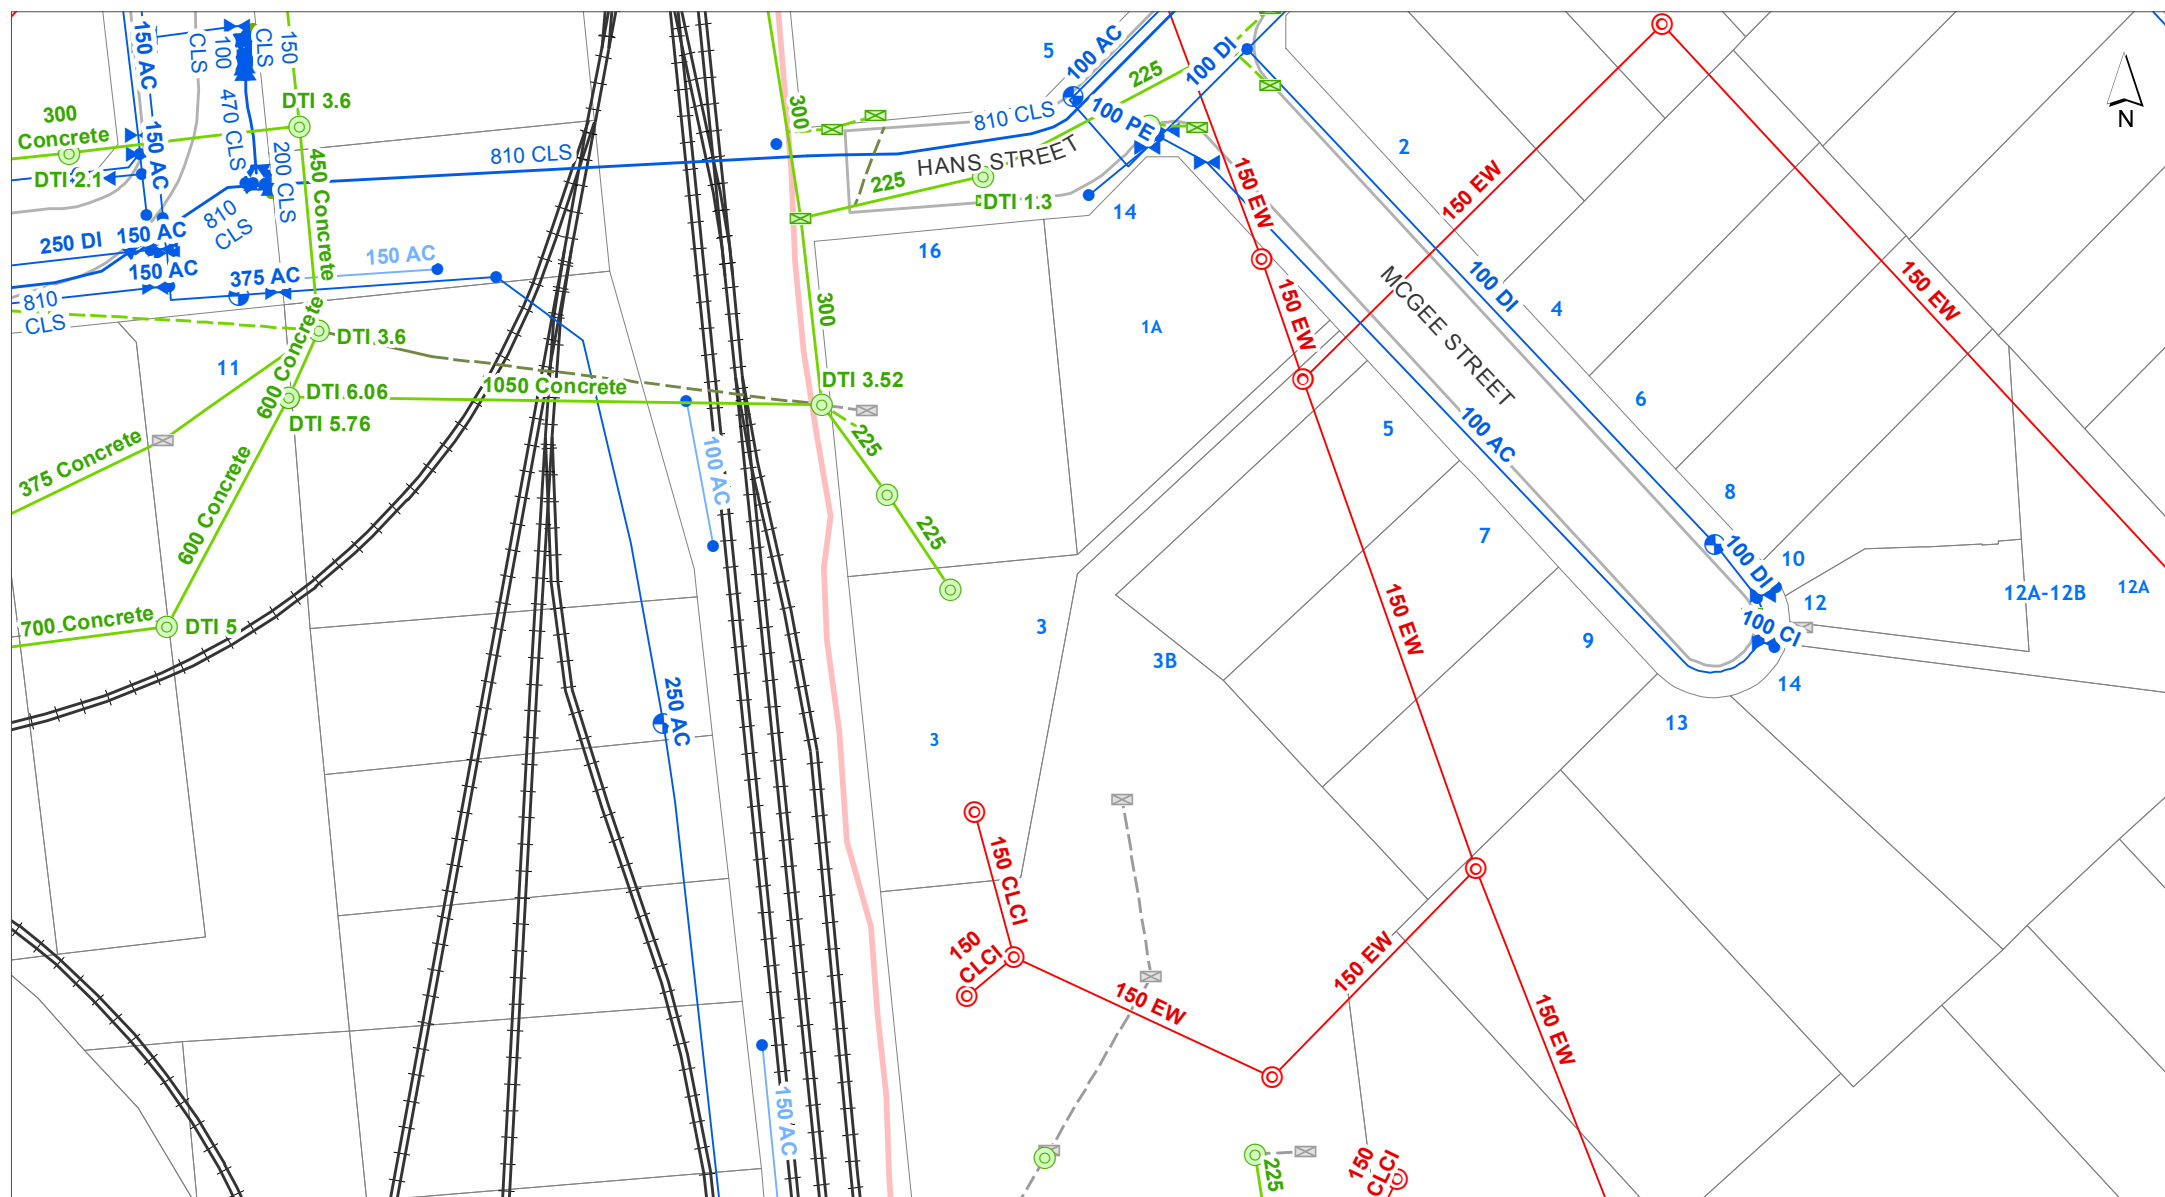 150 AC
CLS
100
CLS
150
5
100 AC
100 DI
225
300
Concrete
DTI 3.6
300
470 CLS
150 AC
810 CLS
100 PE
N
2
DTI 2.1
200 CLS
450 Concrete
810 CLS
HANS STREET
225
DTI 1.3
14
150 EW
150 EW
810
CLS
250 DI
150 AC
150 AC
150 AC
375 AC
16
810
CLS
300
1A
150 EW
MCGEE STREET
100 DI
4
150 EW
DTI 3.6
11
600 Concrete
DTI 6.06
DTI 5.76
1050 Concrete
DTI 3.52
6
5
100 AC
225
100 AC
375 Concrete
600 Concrete
225
7
8
100 DI
10
12
12A-12B
12A
100 CI
700 Concrete
DTI 5
3
3B
150 EW
9
14
13
250 AC
3
150 CLCI
150
CLCI
150 EW
150 EW
150 EW
150 AC
225
150
CLCI